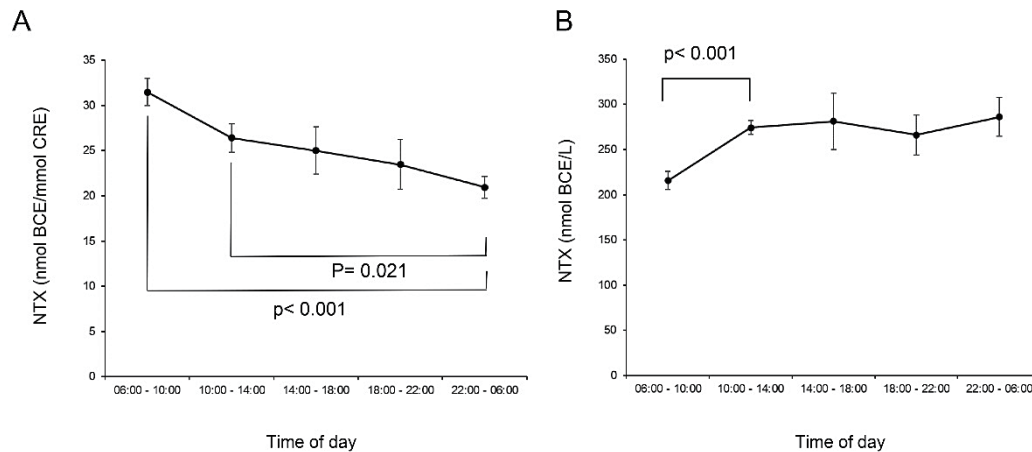 A
NTX (nmol BCE/mmol CRE)
35
30
25
20
15
10
5
0
P= 0.021
p< 0.001
06:00 - 10:00
10:00 - 14:00
14:00 - 18:00
18:00 - 22:00
22:00 - 06:00
Time of day
B
NTX (nmol BCE/L)
350
300
250
200
150
100
50
0
p< 0.001
06:00 - 10:00
10:00 - 14:00
14:00 - 18:00
18:00 - 22:00
22:00 - 06:00
Time of day